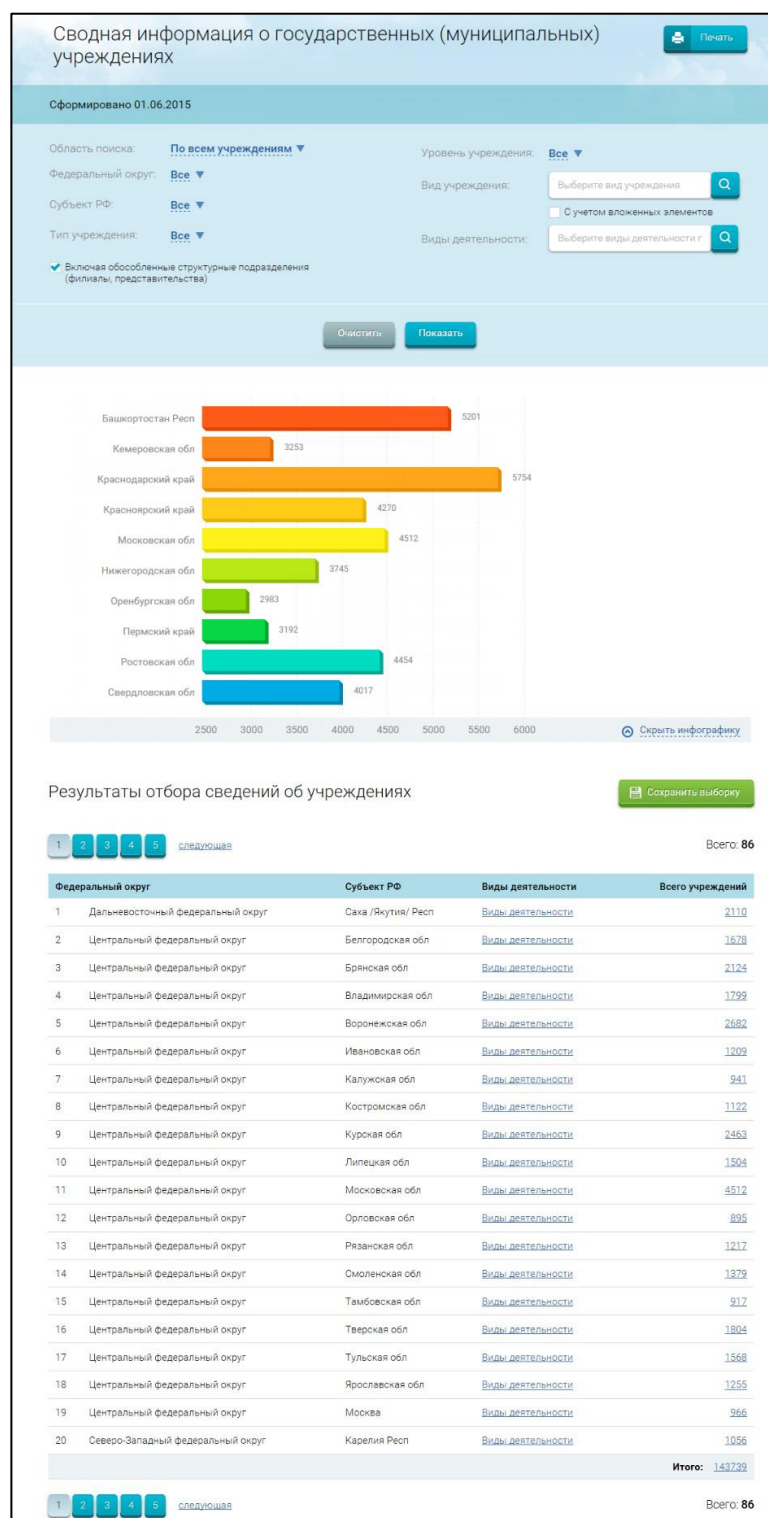 Сводная информация о государственных (муниципальных)
учреждениях
Печать
Сформировано 01.06.2015
Область поиска: По всем учреждениям
Федеральный округ: Все
Субъект РФ: Все
Тип учреждения: Все
Включая обособленные структурные подразделения
(филиалы, представительства)
Уровень учреждения: Все
Вид учреждения: Выберите вид учреждения
С учетом вложенных элементов
Виды деятельности: Выберите виды деятельности г
Очистить Показать
Башкортостан Респ 5201
Кемеровская обл 3253
Краснодарский край 5754
Красноярский край 4270
Московская обл 4512
Нижегородская обл 3745
Оренбургская обл 2983
Пермский край 3192
Ростовская обл 4454
Свердловская обл 4017
2500 3000 3500 4000 4500 5000 5500 6000 Скрыть инфографику
Результаты отбора сведений об учреждениях Сохранить выборку
1 2 3 4 5 следующая Всего: 86
Федеральный округ Субъект РФ Виды деятельности Всего учреждений
1 Дальневосточный федеральный округ Саха /Якутия/ Респ Виды деятельности 2110
2 Центральный федеральный округ Белгородская обл Виды деятельности 1678
3 Центральный федеральный округ Брянская обл Виды деятельности 2124
4 Центральный федеральный округ Владимирская обл Виды деятельности 1799
5 Центральный федеральный округ Воронежская обл Виды деятельности 2682
6 Центральный федеральный округ Ивановская обл Виды деятельности 1209
7 Центральный федеральный округ Калужская обл Виды деятельности 941
8 Центральный федеральный округ Костромская обл Виды деятельности 1122
9 Центральный федеральный округ Курская обл Виды деятельности 2463
10 Центральный федеральный округ Липецкая обл Виды деятельности 1504
11 Центральный федеральный округ Московская обл Виды деятельности 4512
12 Центральный федеральный округ Орловская обл Виды деятельности 895
13 Центральный федеральный округ Рязанская обл Виды деятельности 1217
14 Центральный федеральный округ Смоленская обл Виды деятельности 1379
15 Центральный федеральный округ Тамбовская обл Виды деятельности 917
16 Центральный федеральный округ Тверская обл Виды деятельности 1804
17 Центральный федеральный округ Тульская обл Виды деятельности 1568
18 Центральный федеральный округ Ярославская обл Виды деятельности 1255
19 Центральный федеральный округ Москва Виды деятельности 966
20 Северо-Западный федеральный округ Карелия Респ Виды деятельности 1056
Итого: 143739
1 2 3 4 5 следующая Всего: 86